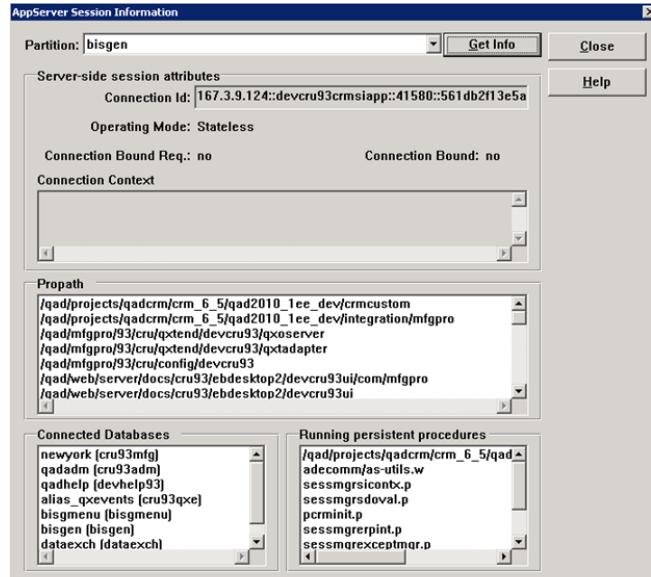 AppServer Session Information
Partition: bisgen Get Info Close
Server-side session attributes
Help
Connection Id: 167.3.9.124::devcru93crmsiapp::41580::561db2f13e5a
Operating Mode: Stateless
Connection Bound Req.: no Connection Bound: no
Connection Context
Propath
/qad/projects/qadcrm/crm_6_5/qad2010_1ee_dev/crmcustom
/qad/projects/qadcrm/crm_6_5/qad2010_1ee_dev/integration/mfgpro
/qad/mfgpro/93/cru/qxtend/devcru93/qxoserver
/qad/mfgpro/93/cru/qxtend/devcru93/qxtadapter
/qad/mfgpro/93/cru/config/devcru93
/qad/web/server/docs/cru93/ebdesktop2/devcru93ui/com/mfgpro
/qad/web/server/docs/cru93/ebdesktop2/devcru93ui
Connected Databases
newyork (cru93mfg)
qadadm (cru93adm)
qadhelp (devhelp93)
alias_qxevents (cru93qxe)
bisgmenu (bisgmenu)
bisgen (bisgen)
dataexch (dataexch)
Running persistent procedures
/qad/projects/qadcrm/crm_6_5/qad
adecomm/as-utils.w
sessmgrsicontx.p
sessmgrsdoval.p
pcrminit.p
sessmgrerpint.p
sessmgrexceptmgr.p